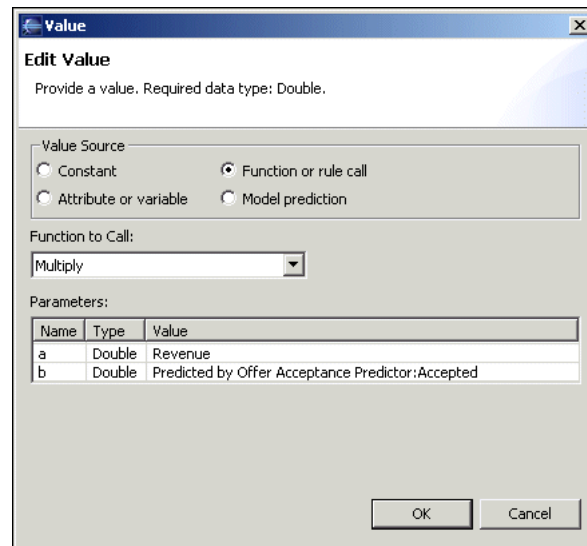 Value
Edit Value
Provide a value. Required data type: Double.
Value Source
Constant
Function or rule call
Attribute or variable
Model prediction
Function to Call:
Multiply
Parameters:
Name Type Value
a Double Revenue
b Double Predicted by Offer Acceptance Predictor:Accepted
OK Cancel